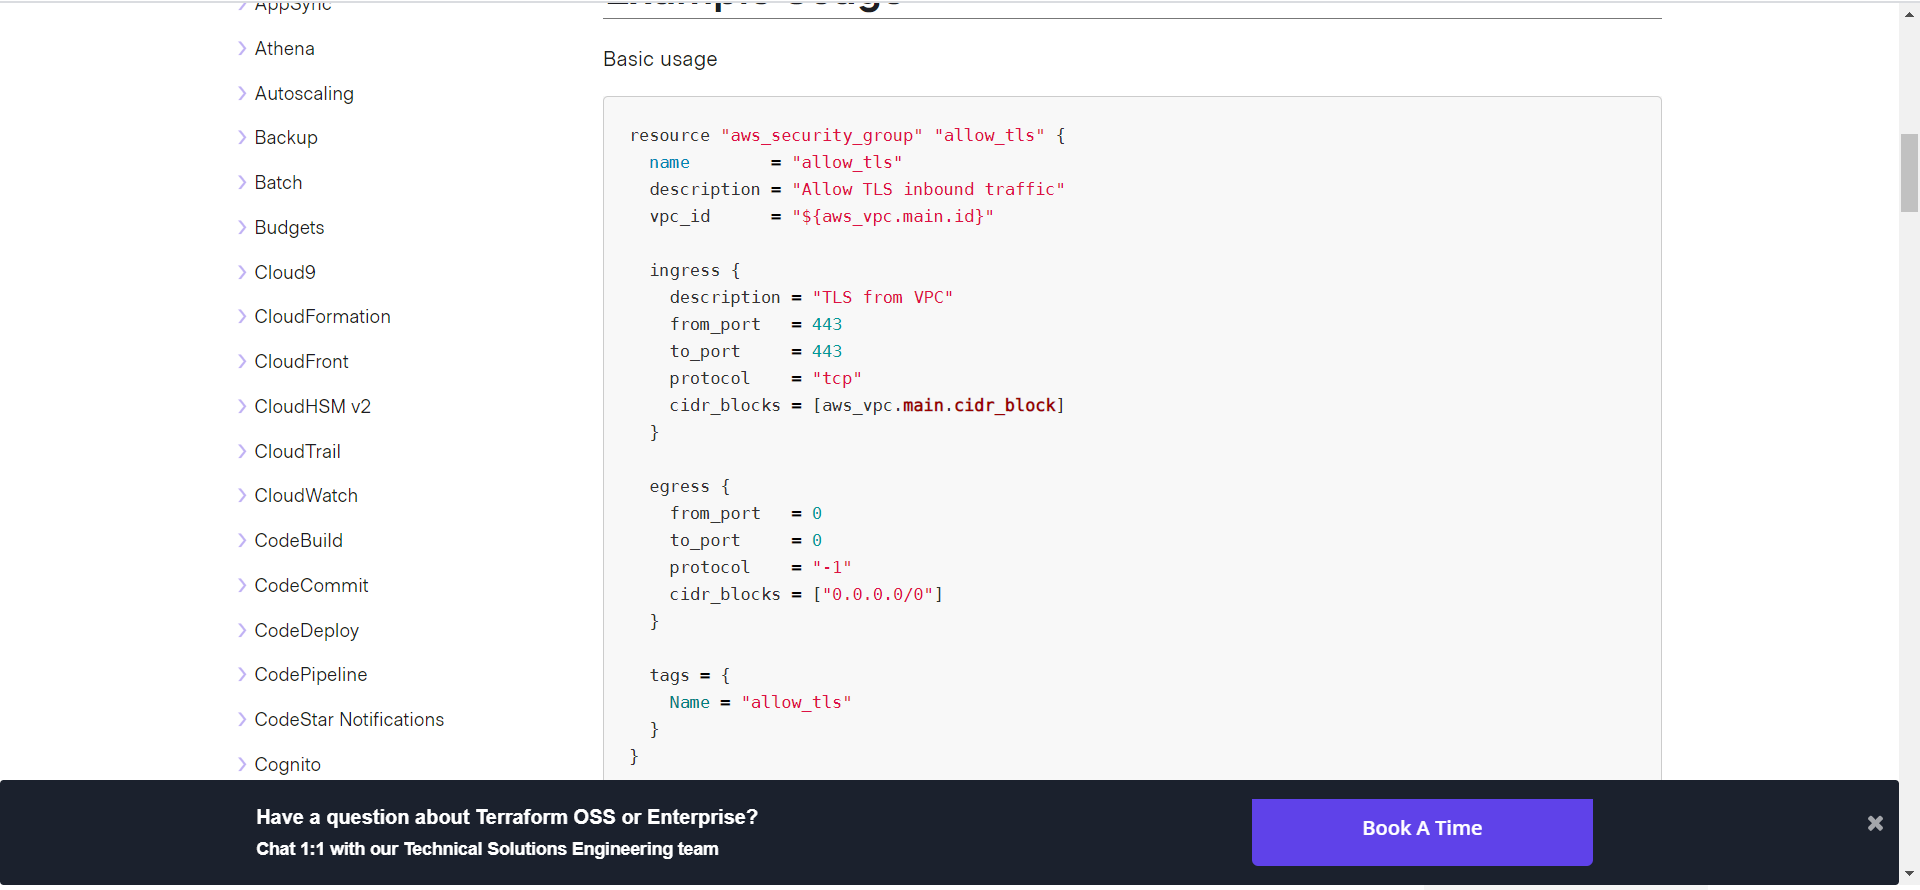 AppSync
Athena
Autoscaling
Backup
Batch
Budgets
Cloud9
CloudFormation
CloudFront
CloudHSM v2
CloudTrail
CloudWatch
CodeBuild
CodeCommit
CodeDeploy
CodePipeline
CodeStar Notifications
Cognito
Example Usage
Basic usage
resource "aws_security_group" "allow_tls" {
  name        = "allow_tls"
  description = "Allow TLS inbound traffic"
  vpc_id      = "${aws_vpc.main.id}"

  ingress {
    description = "TLS from VPC"
    from_port   = 443
    to_port     = 443
    protocol    = "tcp"
    cidr_blocks = [aws_vpc.main.cidr_block]
  }

  egress {
    from_port   = 0
    to_port     = 0
    protocol    = "-1"
    cidr_blocks = ["0.0.0.0/0"]
  }

  tags = {
    Name = "allow_tls"
  }
}
Have a question about Terraform OSS or Enterprise?
Chat 1:1 with our Technical Solutions Engineering team
Book A Time
×